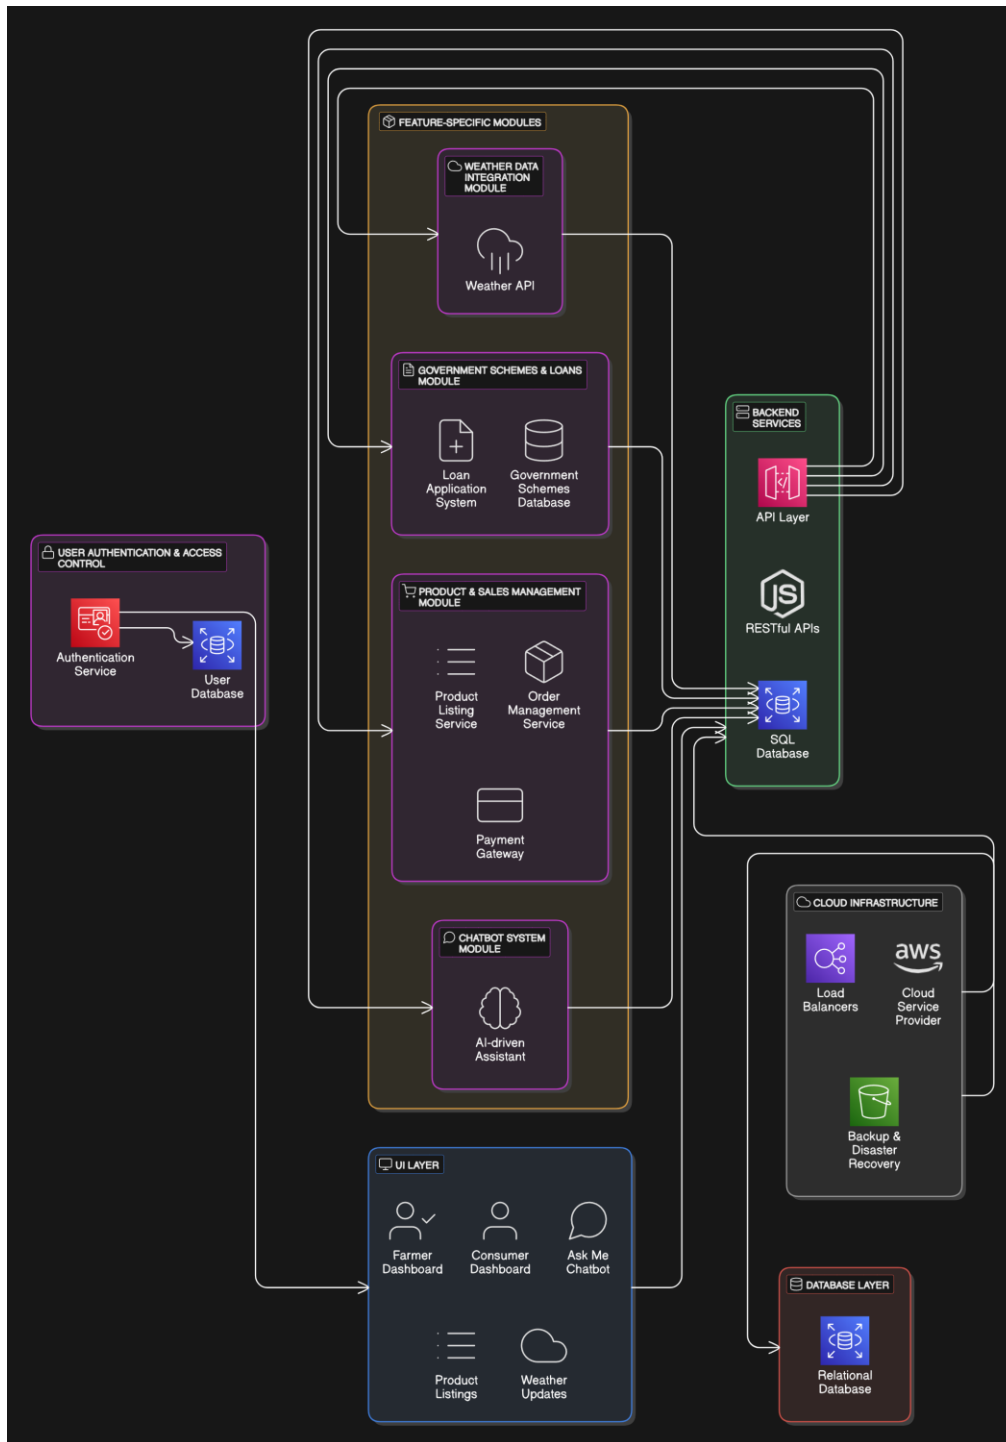 FEATURE-SPECIFIC MODULES
WEATHER DATA
INTEGRATION
MODULE
Weather API
GOVERNMENT SCHEMES & LOANS
MODULE
Loan
Application
System
Government
Schemes
Database
BACKEND
SERVICES
API Layer
JS
RESTful APIs
SQL
Database
USER AUTHENTICATION & ACCESS
CONTROL
Authentication
Service
User
Database
PRODUCT & SALES MANAGEMENT
MODULE
Product
Listing
Service
Order
Management
Service
Payment
Gateway
CHATBOT SYSTEM
MODULE
AI-driven
Assistant
CLOUD INFRASTRUCTURE
Load
Balancers
aws
Cloud
Service
Provider
Backup &
Disaster
Recovery
UI LAYER
Farmer
Dashboard
Consumer
Dashboard
Ask Me
Chatbot
Product
Listings
Weather
Updates
DATABASE LAYER
Relational
Database